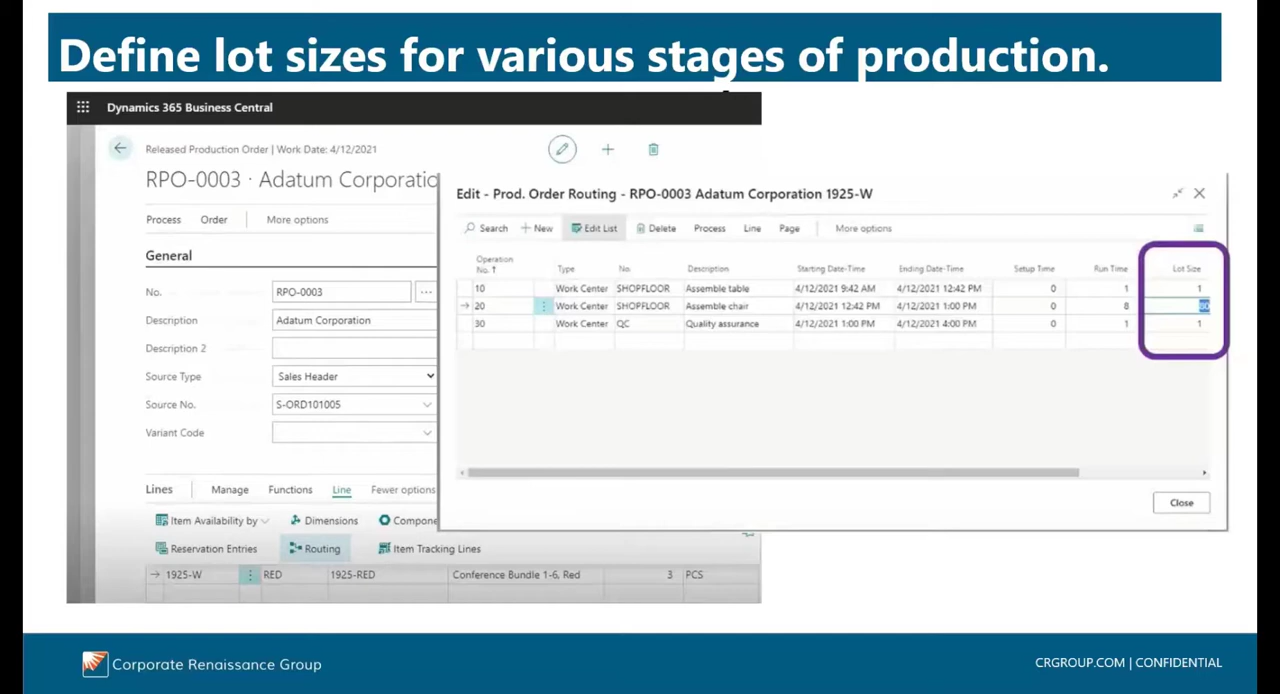 Define lot sizes for various stages of production.
Dynamics 365 Business Central
Released Production Order | Work Date: 4/12/2021
RPO-0003 · Adatum Corporatio
Process Order More options
General
No. RPO-0003
Description Adatum Corporation
Description 2
Source Type Sales Header
Source No. S-ORD101005
Variant Code
Lines Manage Functions Line Fewer options
Item Availability by Dimensions Compone
Reservation Entries Routing Item Tracking Lines
1925-W RED 1925-RED Conference Bundle 1-6, Red 3 PCS
Edit - Prod. Order Routing - RPO-0003 Adatum Corporation 1925-W
Search New Edit List Delete Process Line Page More options
Operation
No. ↑ Type No. Description Starting Date-Time Ending Date-Time Setup Time Run Time Lot Size
10 Work Center SHOPFLOOR Assemble table 4/12/2021 9:42 AM 4/12/2021 12:42 PM 0 1 1
20 Work Center SHOPFLOOR Assemble chair 4/12/2021 12:42 PM 4/12/2021 1:00 PM 0 8
30 Work Center QC Quality assurance 4/12/2021 1:00 PM 4/12/2021 4:00 PM 0 1 1
Close
Corporate Renaissance Group
CRGROUP.COM | CONFIDENTIAL